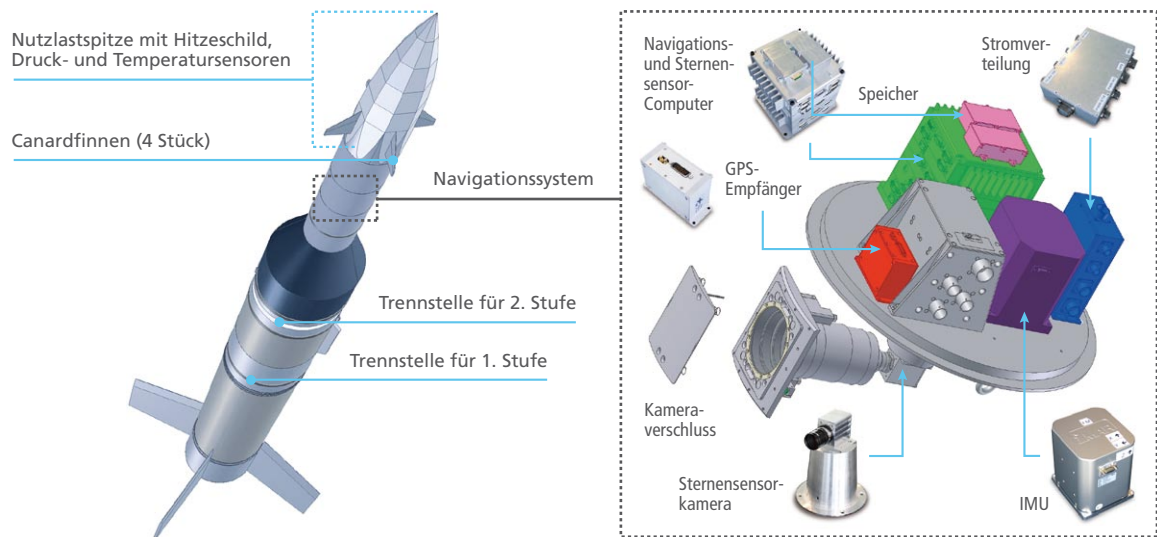 Nutzlastspitze mit Hitzeschild,
Druck- und Temperatursensoren
Canardfinnen (4 Stück)
Navigationssystem
Trennstelle für 2. Stufe
Trennstelle für 1. Stufe
Navigations-
und Sternen-
sensor-
Computer
Speicher
Stromver-
teilung
GPS-
Empfänger
Kamera-
verschluss
Sternensensor-
kamera
IMU